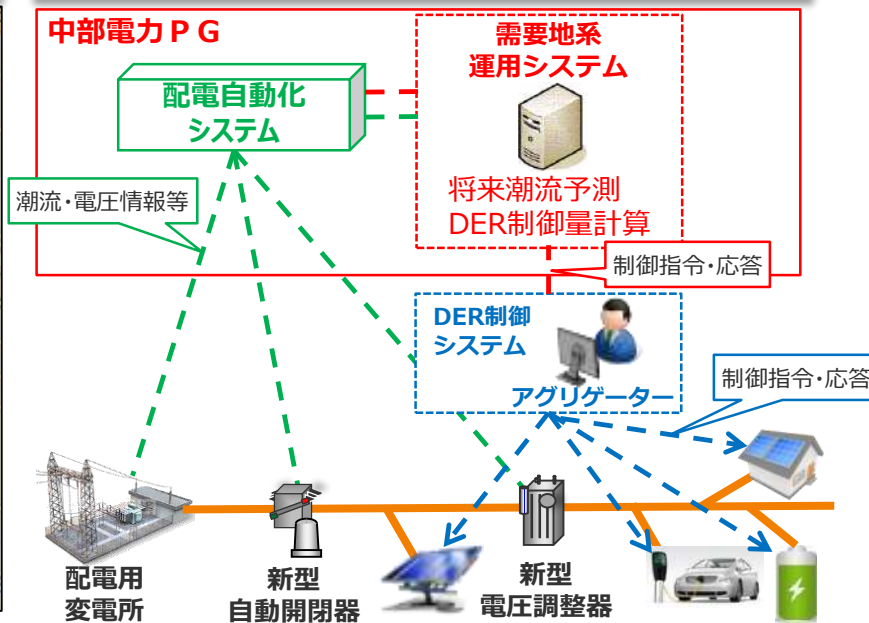 中部電力PG
需要地系
運用システム
配電自動化
システム
将来潮流予測
DER制御量計算
潮流・電圧情報等
制御指令・応答
DER制御
システム
アグリゲーター
制御指令・応答
配電用
変電所
新型
自動開閉器
新型
電圧調整器